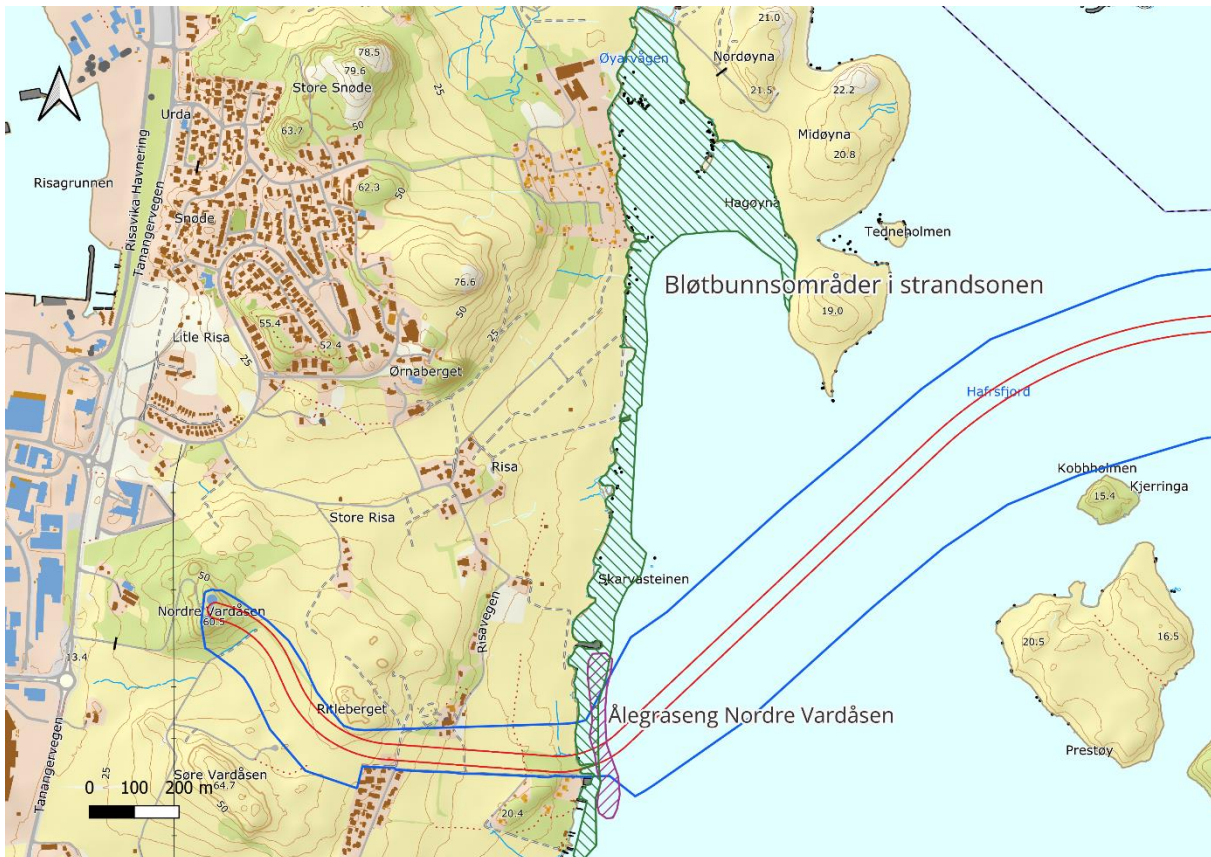 21.0
Øyarvågen
Nordøyna
78.5
79.6
Store Snøde
25
22.2
21.5
50
Urda
63.7
Midøyna
20.8
Risagrunnen
Risavika Havnering
Tanangervegen
62.3
50
Snøde
Hagøyna
Tedneholmen
76.6
50
Bløtbunnsområder i strandsonen
19.0
55.4
Litle Risa
52.4
25
25
Ørnaberget
Hafrsfjord
Risa
Kobbholmen
Kjerringa
15.4
Store Risa
50
Skarvasteinen
Nordre Vardåsen
60.5
Risavegen
20.5
16.5
13.4
Ritleberget
Ålegraseng Nordre Vardåsen
Prestøy
Søre Vardåsen
64.7
25
50
0 100 200 m
20.4
Tanangervegen